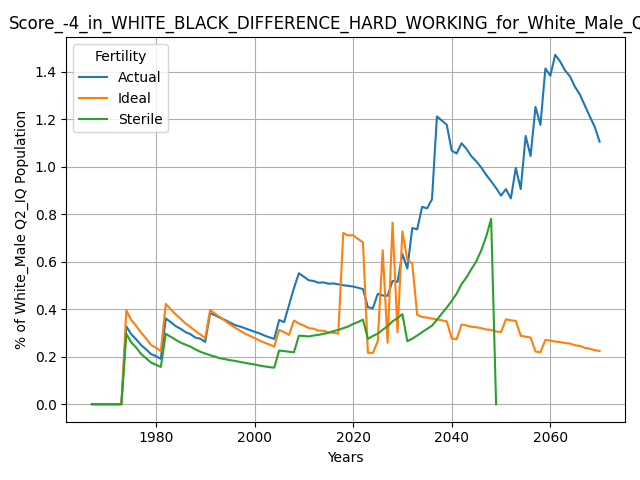 Score_-4_in_WHITE_BLACK_DIFFERENCE_HARD_WORKING_for_White_Male_Q
Fertility
Actual
Ideal
Sterile
% of White_Male Q2_IQ Population
1.4
1.2
1.0
0.8
0.6
0.4
0.2
0.0
1980
2000
2020
2040
2060
Years